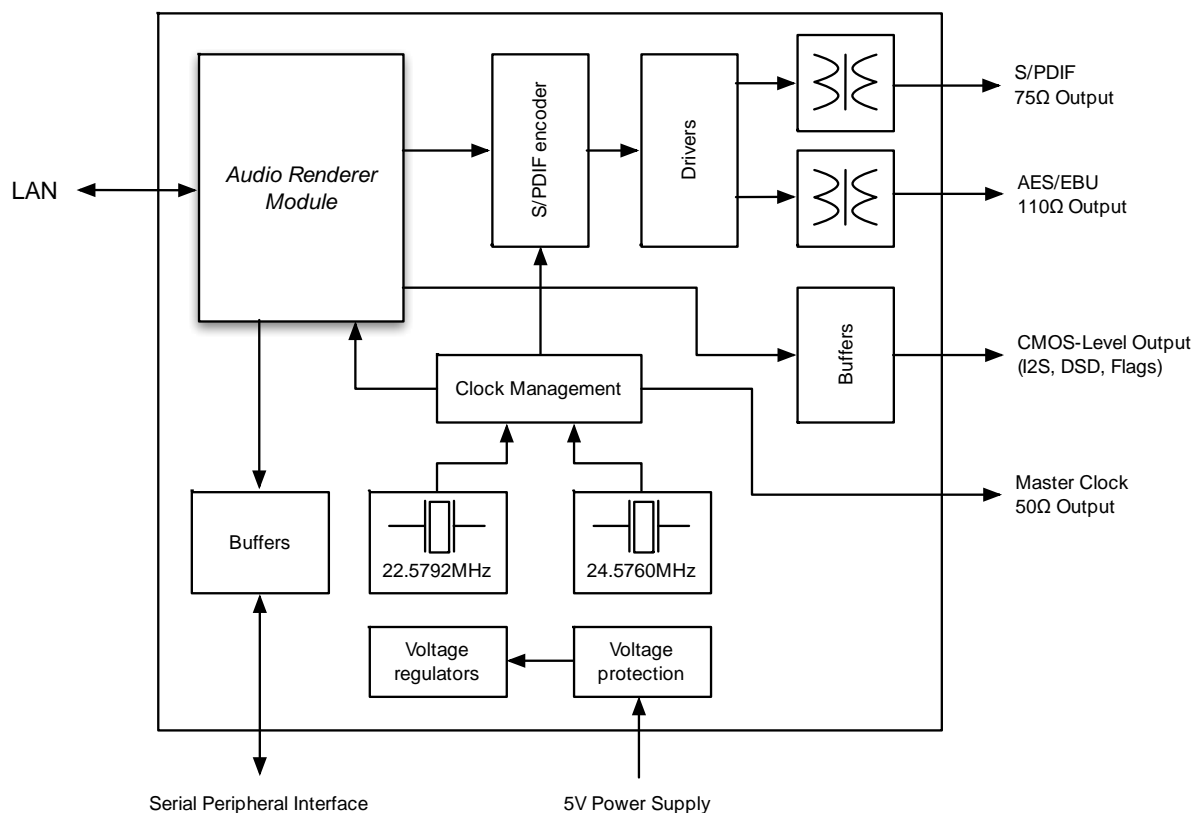 LAN
Audio Renderer
Module
S/PDIF encoder
Drivers
S/PDIF
75Ω Output
AES/EBU
110Ω Output
Buffers
CMOS-Level Output
(I2S, DSD, Flags)
Clock Management
Master Clock
50Ω Output
Buffers
22.5792MHz
24.5760MHz
Voltage
regulators
Voltage
protection
Serial Peripheral Interface
5V Power Supply